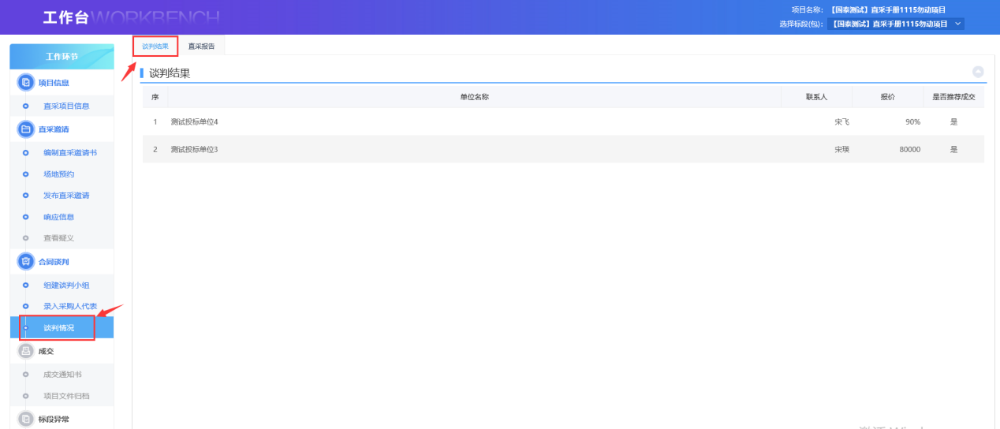 工作台WORKBENCH
项目名称： 【国泰测试】直采手册1115勿动项目
选择标段(包)： 【国泰测试】直采手册1115勿动项目
工作环节
项目信息
直采项目信息
直采邀请
编制直采邀请书
场地预约
发布直采邀请
响应信息
查看疑义
合同谈判
组建谈判小组
录入采购人代表
谈判情况
成交
成交通知书
项目文件归档
标段异常
谈判结果 直采报告
谈判结果
序 单位名称 联系人 报价 是否推荐成交
1 测试投标单位4 宋飞 90% 是
2 测试投标单位3 宋瑛 80000 是